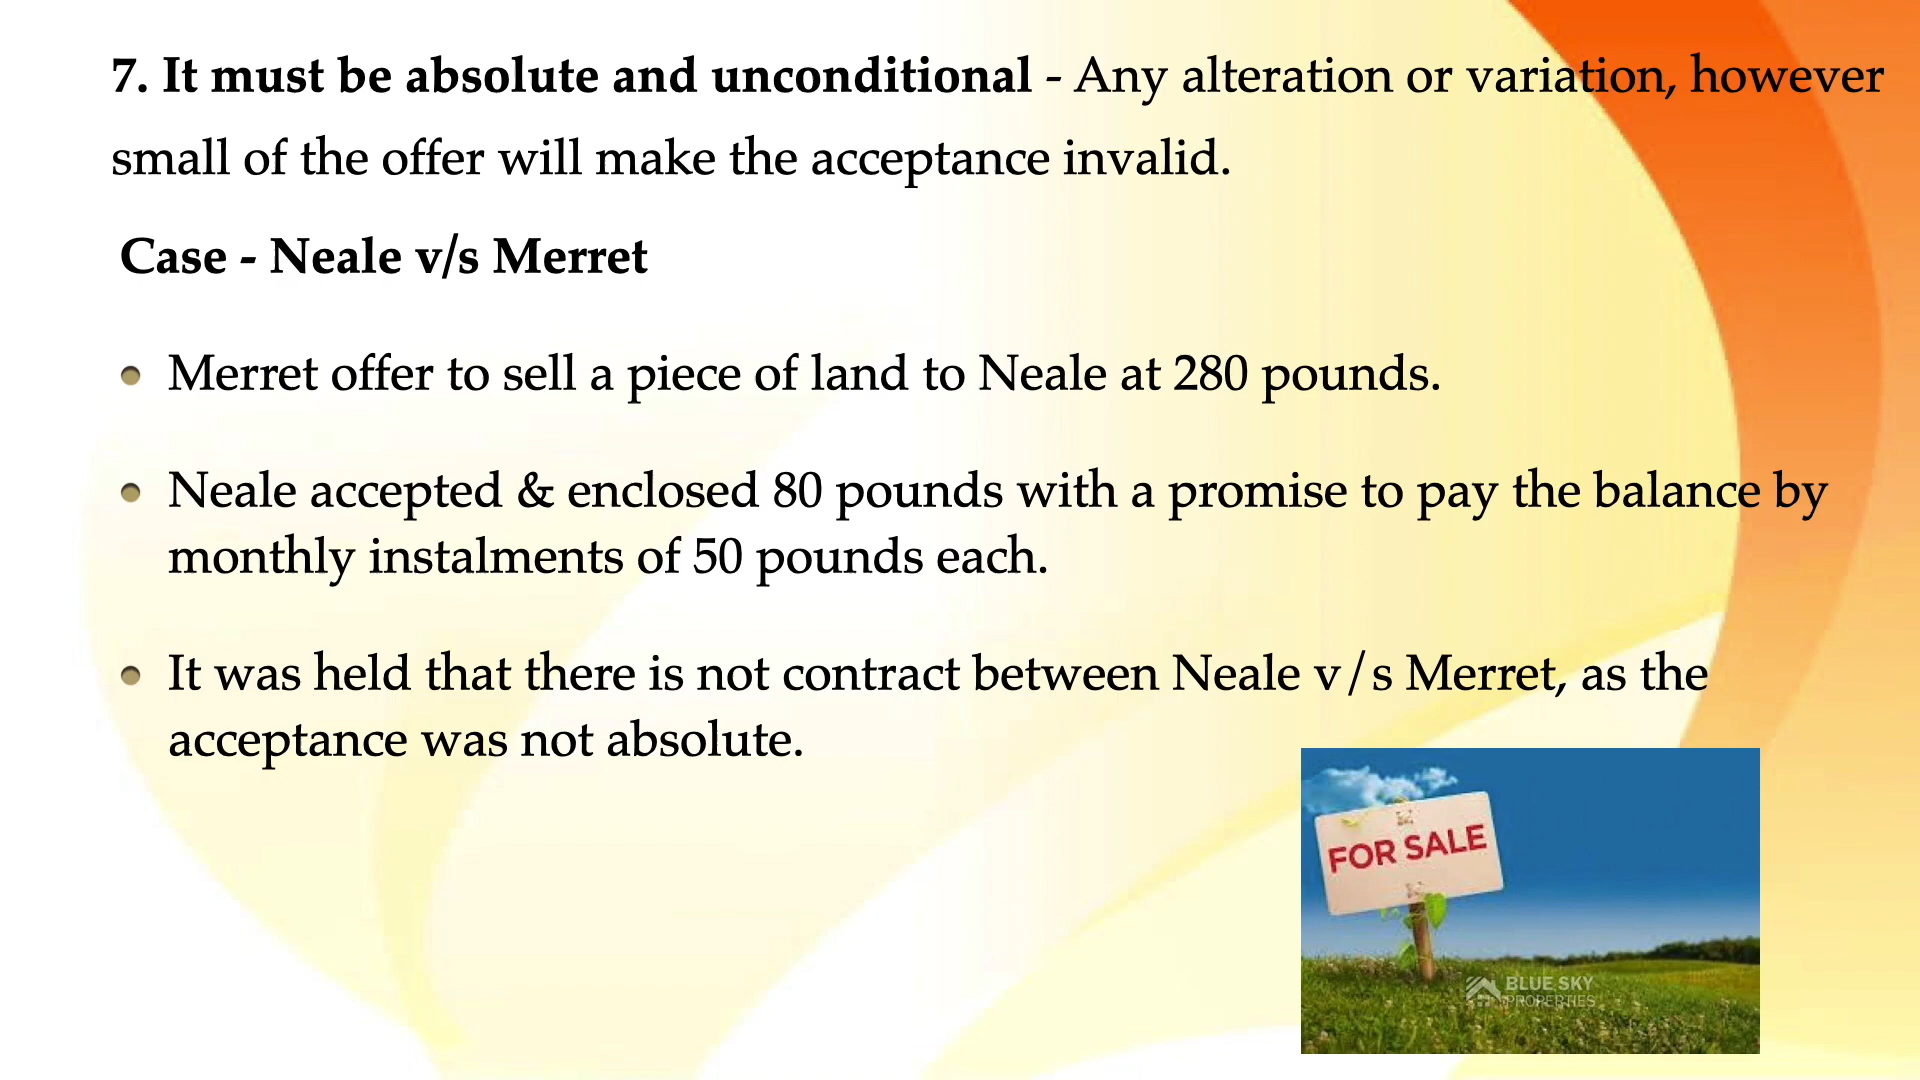 7. It must be absolute and unconditional - Any alteration or variation, however
small of the offer will make the acceptance invalid.
Case - Neale v/s Merret
Merret offer to sell a piece of land to Neale at 280 pounds.
Neale accepted & enclosed 80 pounds with a promise to pay the balance by
monthly instalments of 50 pounds each.
It was held that there is not contract between Neale v/s Merret, as the
acceptance was not absolute.
FOR SALE
BLUE SKY
PROPERTIES